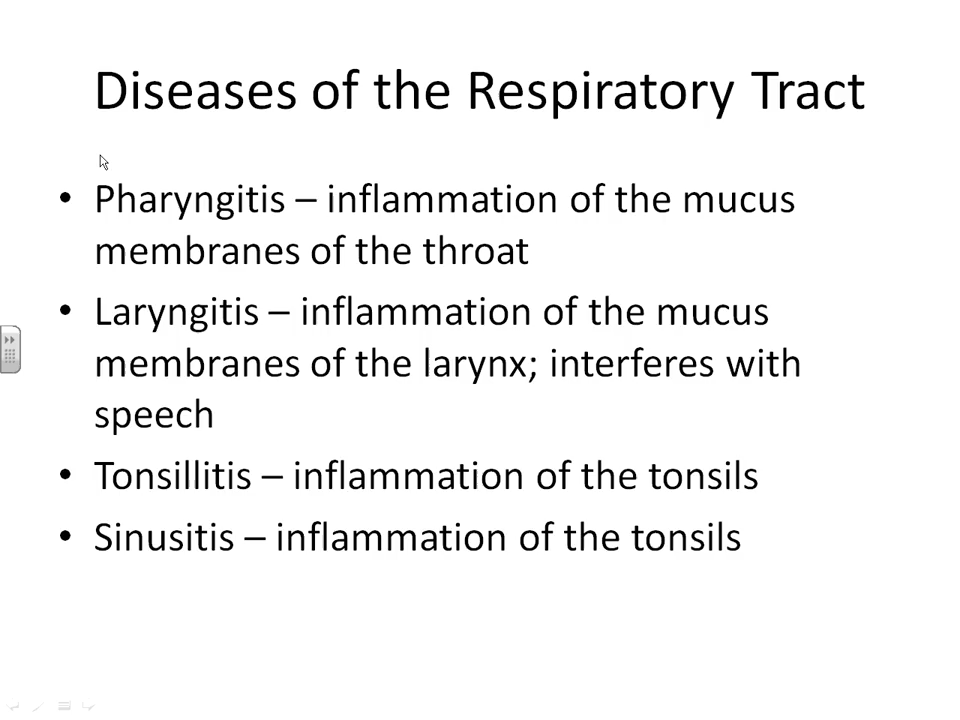 Diseases of the Respiratory Tract
• Pharyngitis – inflammation of the mucus
membranes of the throat
• Laryngitis – inflammation of the mucus
membranes of the larynx; interferes with
speech
• Tonsillitis – inflammation of the tonsils
• Sinusitis – inflammation of the tonsils